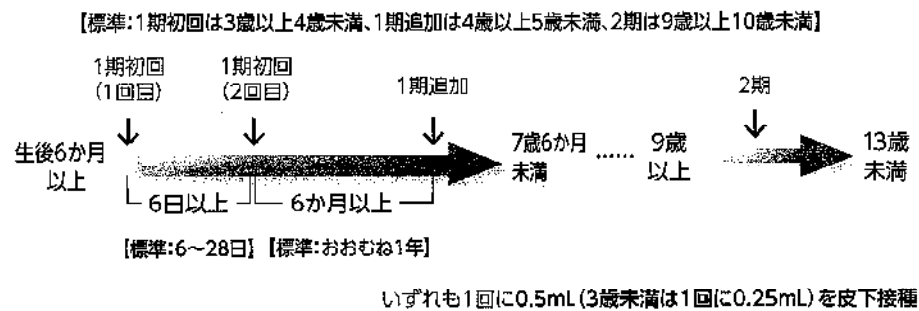 【標準:1期初回は3歳以上4歳未満、1期追加は4歳以上5歳未満、2期は9歳以上10歳未満】
1期初回
(1回目)
1期初回
(2回目)
1期追加
2期
生後6か月
以上
7歳6か月
未満
……
9歳
以上
13歳
未満
6日以上
6か月以上
【標準:6～28日】
【標準:おおむね1年】
いずれも1回に0.5mL(3歳未満は1回に0.25mL)を皮下接種